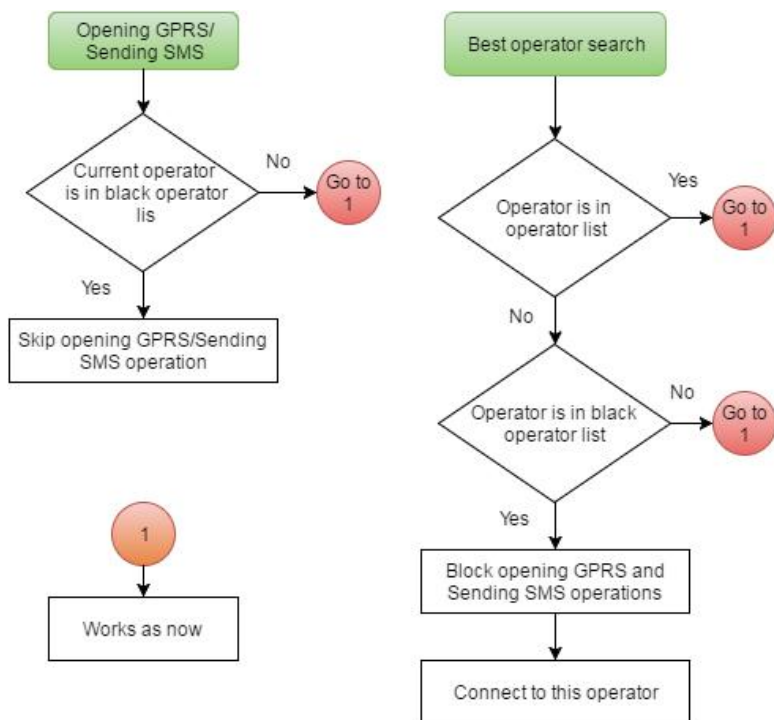 Opening GPRS/
Sending SMS
Current operator
is in black operator
lis
No
Go to
1
Yes
Skip opening GPRS/Sending
SMS operation
1
Works as now
Best operator search
Operator is in
operator list
Yes
Go to
1
No
Operator is in black
operator list
No
Go to
1
Yes
Block opening GPRS and
Sending SMS operations
Connect to this operator